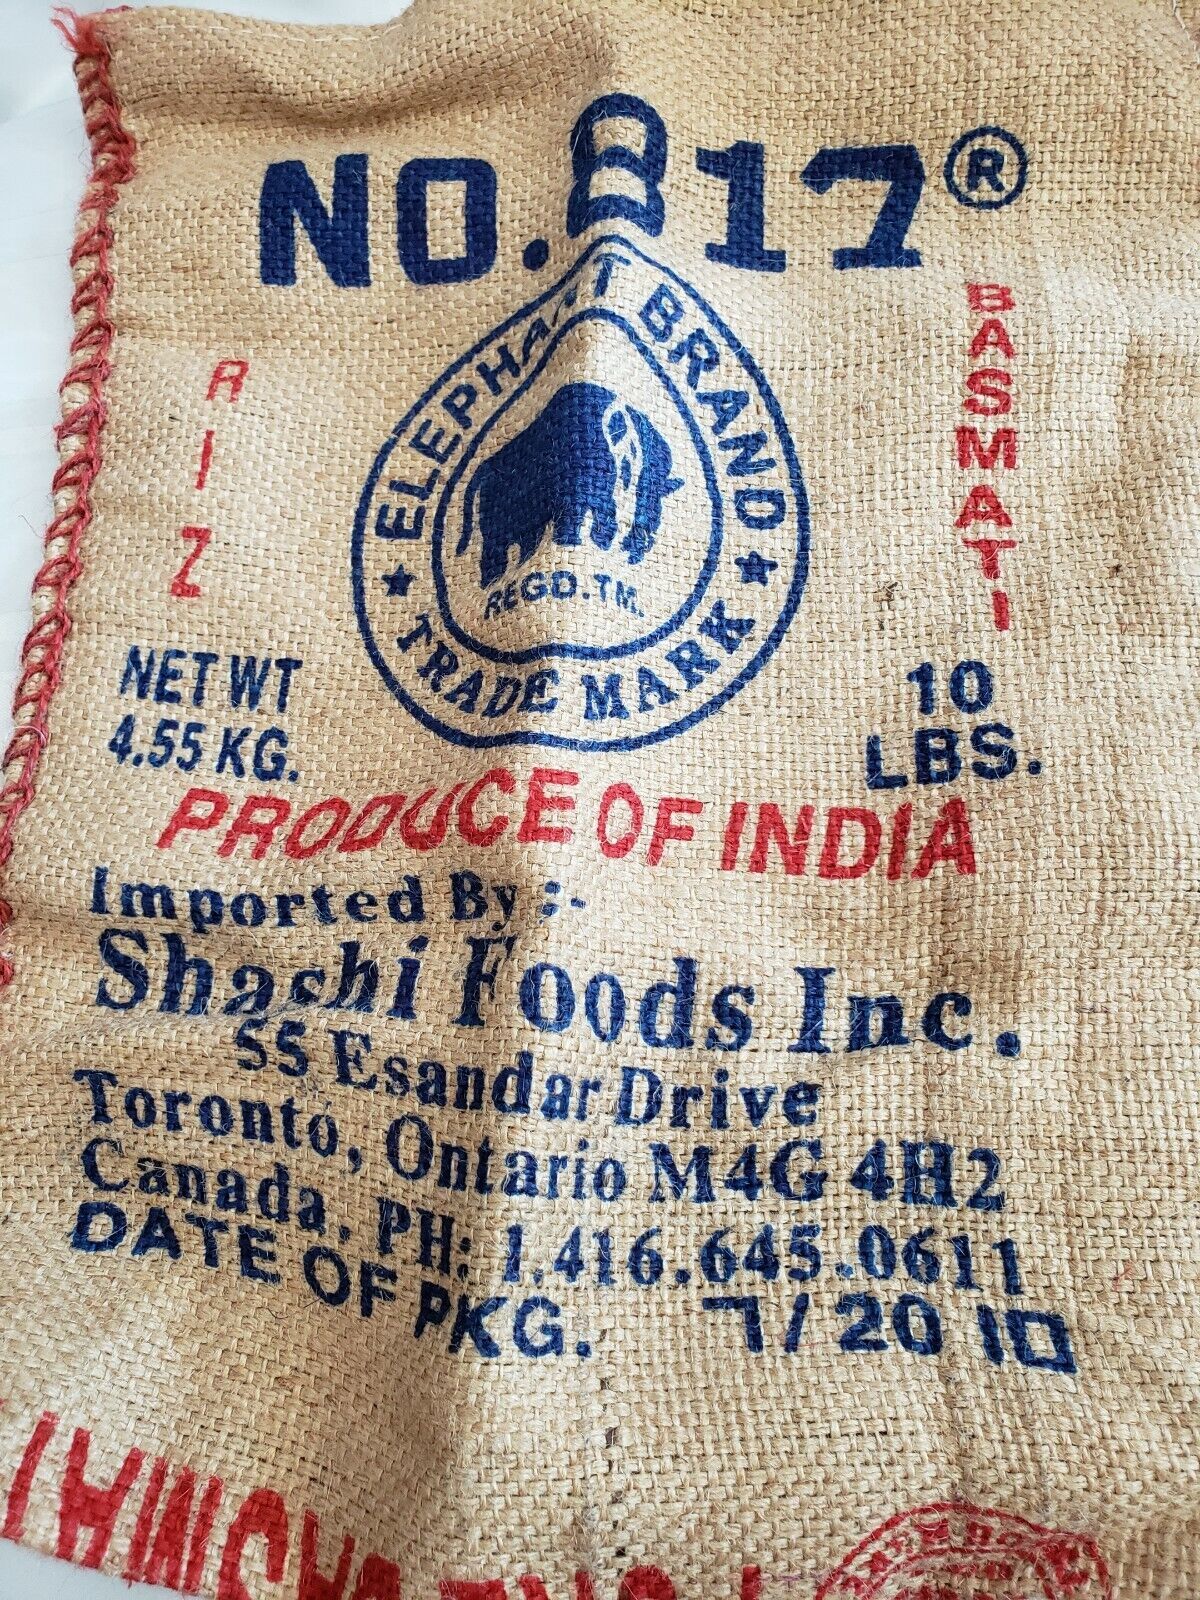 NO.817®
ELEPHANT BRAND
REGD.TM.
★ TRADE MARK ★
RIZ
BASMATI
NET WT
4.55 KG.
10
LBS.
PRODUCE OF INDIA
Imported By :-
Shashi Foods Inc.
55 Esandar Drive
Toronto, Ontario M4G 4H2
Canada. PH: 1.416.645.0611
DATE OF PKG. 7/2010